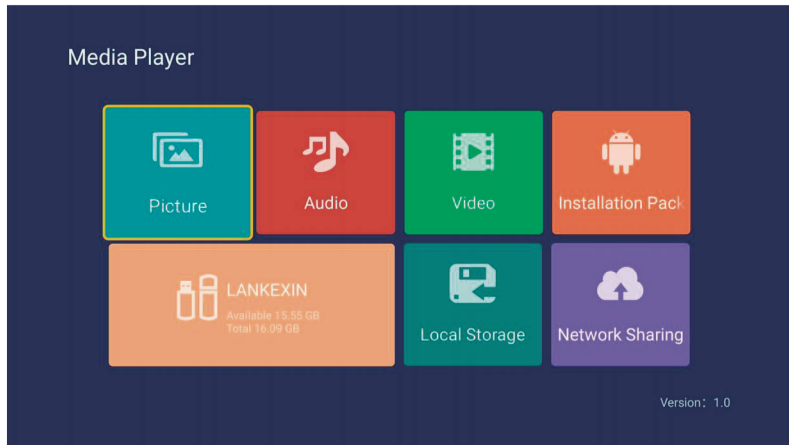 Media Player
Picture
Audio
Video
Installation Pack
LANKEXIN
Available 15.55 GB
Total 16.09 GB
Local Storage
Network Sharing
Version: 1.0